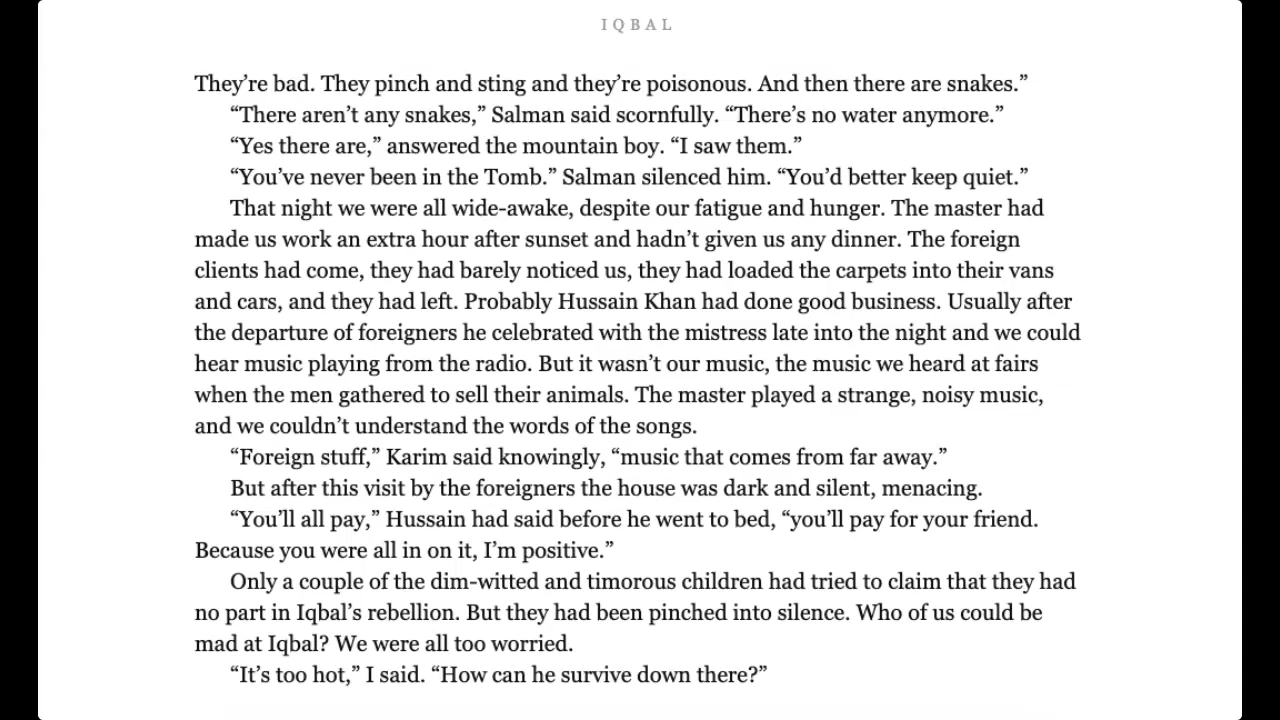 IQBAL
They’re bad. They pinch and sting and they’re poisonous. And then there are snakes.”
“There aren’t any snakes,” Salman said scornfully. “There’s no water anymore.”
“Yes there are,” answered the mountain boy. “I saw them.”
“You’ve never been in the Tomb.” Salman silenced him. “You’d better keep quiet.”
That night we were all wide-awake, despite our fatigue and hunger. The master had
made us work an extra hour after sunset and hadn’t given us any dinner. The foreign
clients had come, they had barely noticed us, they had loaded the carpets into their vans
and cars, and they had left. Probably Hussain Khan had done good business. Usually after
the departure of foreigners he celebrated with the mistress late into the night and we could
hear music playing from the radio. But it wasn’t our music, the music we heard at fairs
when the men gathered to sell their animals. The master played a strange, noisy music,
and we couldn’t understand the words of the songs.
“Foreign stuff,” Karim said knowingly, “music that comes from far away.”
But after this visit by the foreigners the house was dark and silent, menacing.
“You’ll all pay,” Hussain had said before he went to bed, “you’ll pay for your friend.
Because you were all in on it, I’m positive.”
Only a couple of the dim-witted and timorous children had tried to claim that they had
no part in Iqbal’s rebellion. But they had been pinched into silence. Who of us could be
mad at Iqbal? We were all too worried.
“It’s too hot,” I said. “How can he survive down there?”